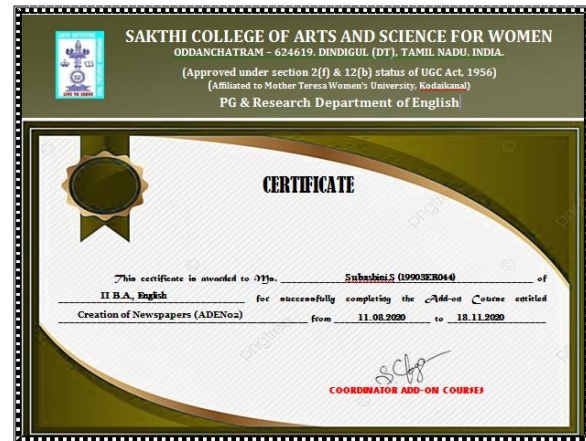 SAKTHI COLLEGE OF ARTS AND SCIENCE FOR WOMEN
ODDANCHATRAM – 624619, DINDIGUL (DT), TAMIL NADU, INDIA.
(Approved under section 2(f) & 12(b) status of UGC Act, 1956)
(Affiliated to Mother Teresa Women's University, Kodaikanal)
PG & Research Department of English
LIVE TO SERVE
CERTIFICATE
This certificate is awarded to Ms. Subashini.S of
II B.A., English for successfully completing the Add-on Course entitled
Creation of Newspapers (ADEN02) from 11.08.2020 to 18.11.2020
COORDINATOR ADD-ON COURSES